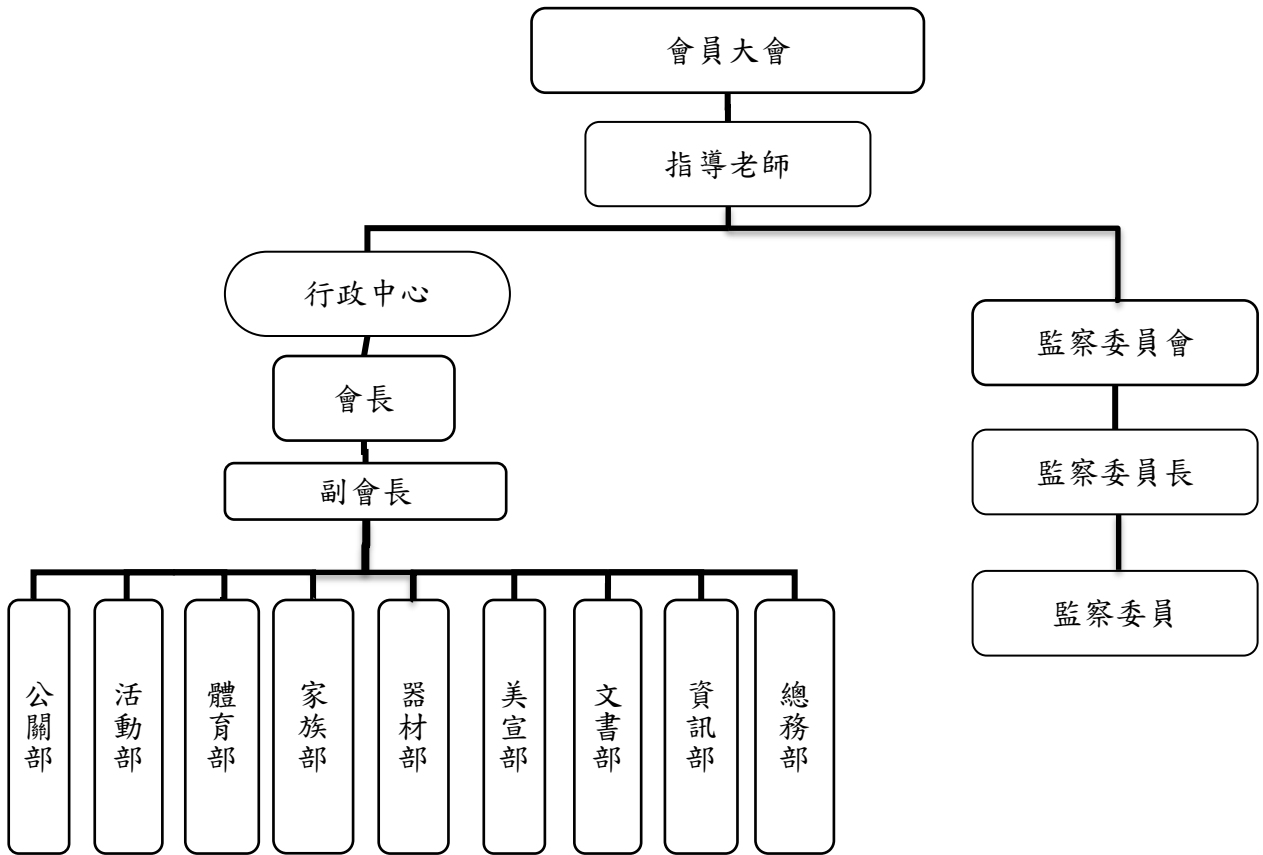 會員大會
指導老師
行政中心
會長
副會長
監察委員會
監察委員長
監察委員
公關部
活動部
體育部
家族部
器材部
美宣部
文書部
資訊部
總務部